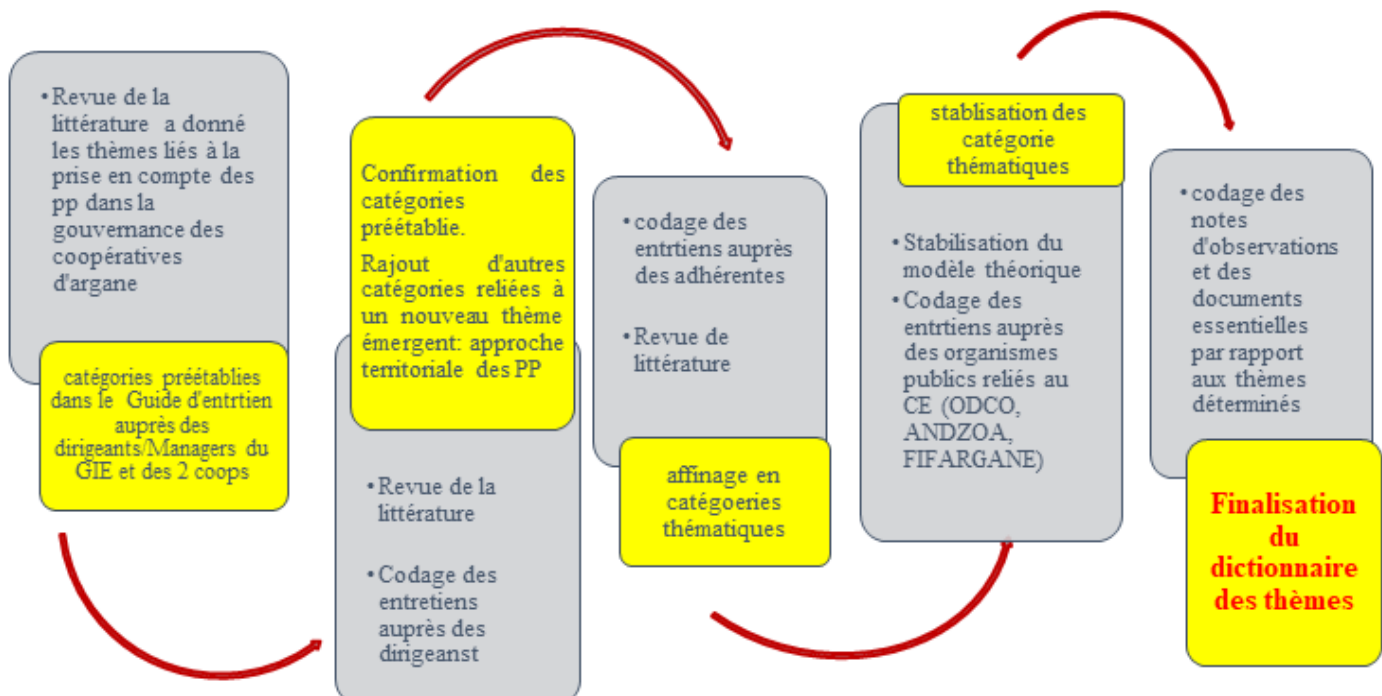 •Revue de la
littérature a donné
les thèmes liés à la
prise en compte des
pp dans la
gouvernance des
coopératives
d'argane
catégories préétablies
dans le Guide d'entrtien
auprès des
dirigeants/Managers du
GIE et des 2 coops
Confirmation des
catégories
préétablie.
Rajout d'autres
catégories reliées à
un nouveau thème
émergent: approche
territoriale des PP
•Revue de la
littérature
•Codage des
entretiens
auprès des
dirigeanst
•codage des
entrtiens auprès
des adhérentes
•Revue de
littérature
affinage en
catégoeries
thématiques
stablisation des
catégorie
thématiques
•Stabilisation du
modèle théorique
•Codage des
entrtiens auprès
des organismes
publics reliés au
CE (ODCO,
ANDZOA,
FIFARGANE)
•codage des
notes
d'observations
et des
documents
essentielles
par rapport
aux thèmes
déterminés
Finalisation
du
dictionnaire
des thèmes